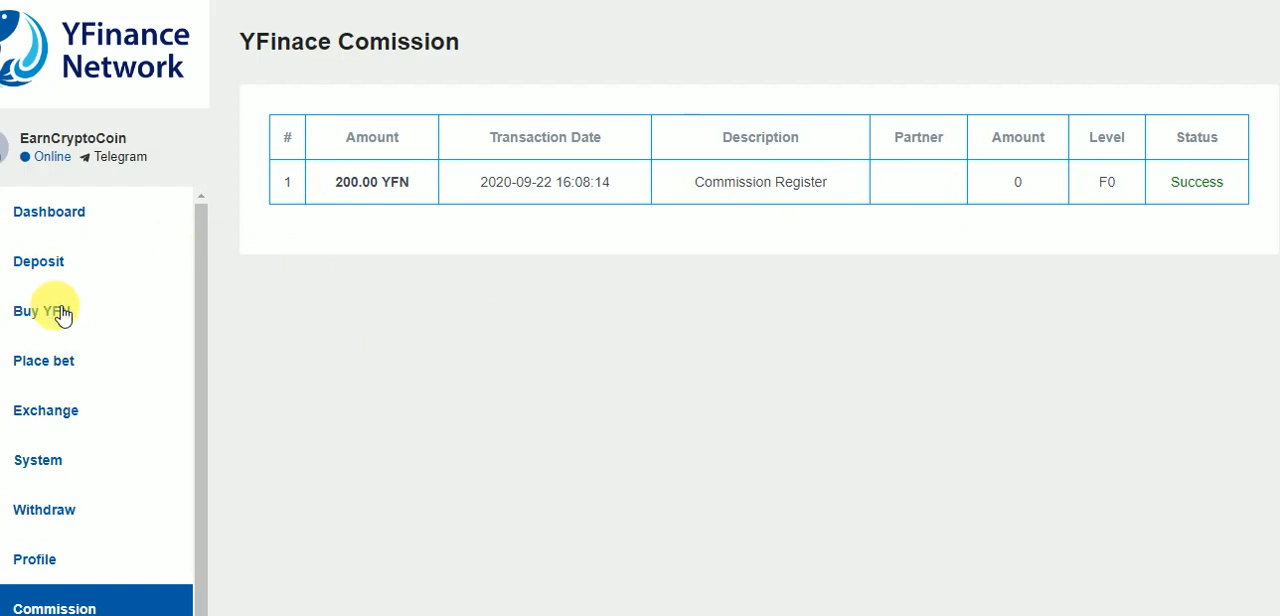 YFinance
Network
YFinace Comission
EarnCryptoCoin
Online Telegram
# Amount Transaction Date Description Partner Amount Level Status
1 200.00 YFN 2020-09-22 16:08:14 Commission Register 0 F0 Success
Dashboard
Deposit
Buy YFN
Place bet
Exchange
System
Withdraw
Profile
Commission